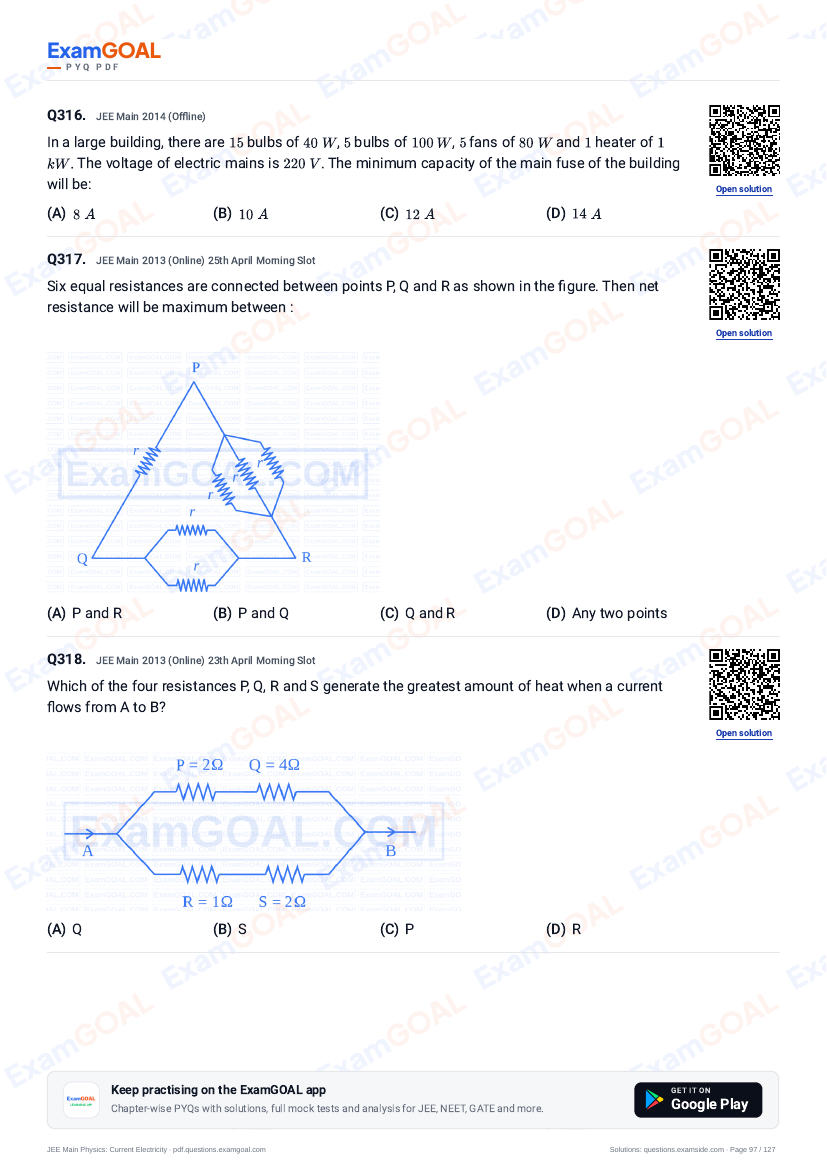 ExamGOAL
PYQ PDF
Q316. JEE Main 2014 (Offline)
In a large building, there are 15 bulbs of 40 W, 5 bulbs of 100 W, 5 fans of 80 W and 1 heater of 1
kW. The voltage of electric mains is 220 V. The minimum capacity of the main fuse of the building
will be:
Open solution
(A) 8 A (B) 10 A (C) 12 A (D) 14 A
Q317. JEE Main 2013 (Online) 25th April Morning Slot
Six equal resistances are connected between points P, Q and R as shown in the figure. Then net
resistance will be maximum between :
Open solution
P
r
r
r
r
r
Q
R
r
ExamGOAL.COM
(A) P and R (B) P and Q (C) Q and R (D) Any two points
Q318. JEE Main 2013 (Online) 23th April Morning Slot
Which of the four resistances P, Q, R and S generate the greatest amount of heat when a current
flows from A to B?
Open solution
P = 2Ω Q = 4Ω
ExamGOAL.COM
A B
R = 1Ω S = 2Ω
(A) Q (B) S (C) P (D) R
Keep practising on the ExamGOAL app
Chapter-wise PYQs with solutions, full mock tests and analysis for JEE, NEET, GATE and more.
GET IT ON
Google Play
JEE Main Physics: Current Electricity · pdf.questions.examgoal.com
Solutions: questions.examside.com · Page 97 / 127